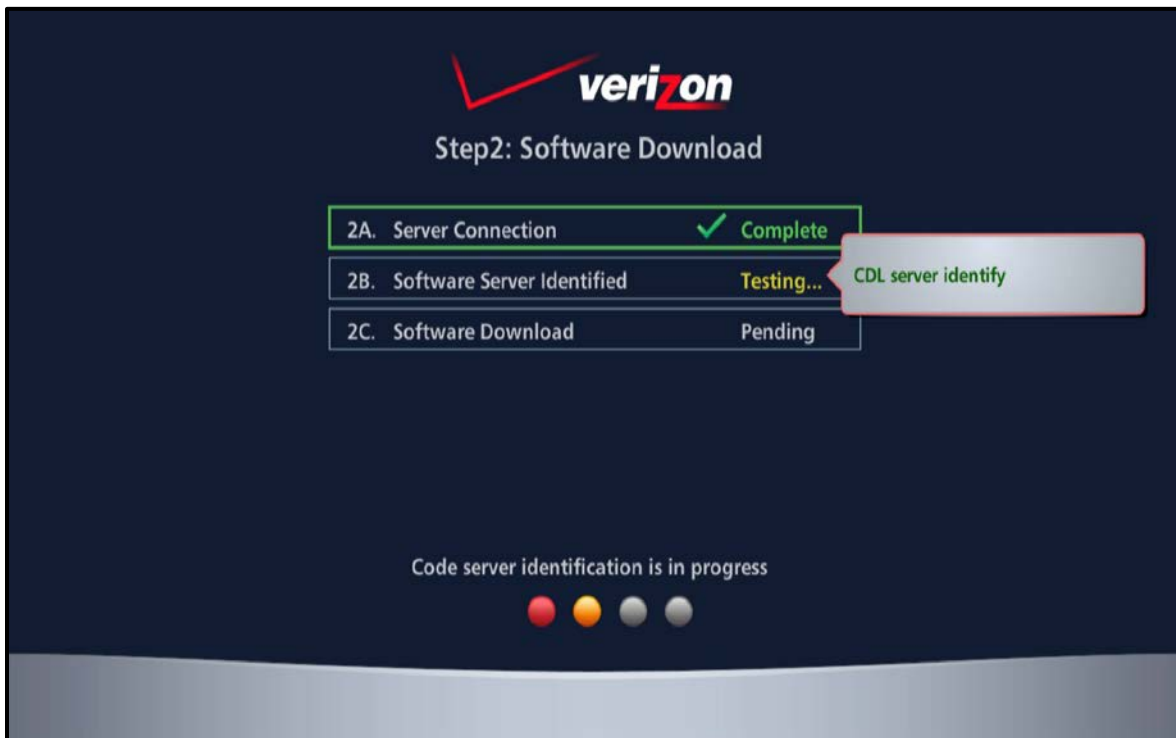 verizon
Step2: Software Download
2A. Server Connection Complete
2B. Software Server Identified Testing...
CDL server identify
2C. Software Download Pending
Code server identification is in progress